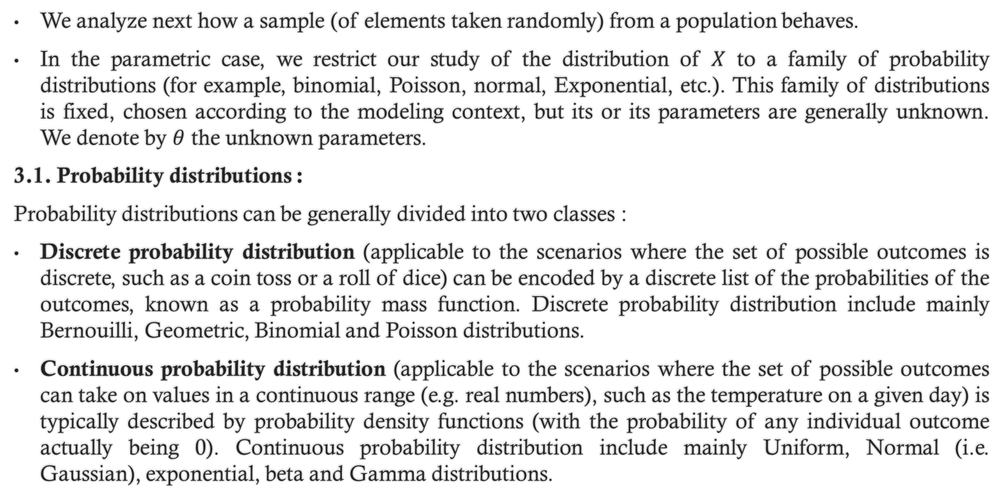 • We analyze next how a sample (of elements taken randomly) from a population behaves.
• In the parametric case, we restrict our study of the distribution of X to a family of probability
distributions (for example, binomial, Poisson, normal, Exponential, etc.). This family of distributions
is fixed, chosen according to the modeling context, but its or its parameters are generally unknown.
We denote by θ the unknown parameters.
3.1. Probability distributions :
Probability distributions can be generally divided into two classes :
• Discrete probability distribution (applicable to the scenarios where the set of possible outcomes is
discrete, such as a coin toss or a roll of dice) can be encoded by a discrete list of the probabilities of the
outcomes, known as a probability mass function. Discrete probability distribution include mainly
Bernouilli, Geometric, Binomial and Poisson distributions.
• Continuous probability distribution (applicable to the scenarios where the set of possible outcomes
can take on values in a continuous range (e.g. real numbers), such as the temperature on a given day) is
typically described by probability density functions (with the probability of any individual outcome
actually being 0). Continuous probability distribution include mainly Uniform, Normal (i.e.
Gaussian), exponential, beta and Gamma distributions.